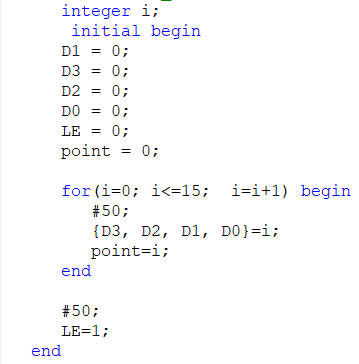 integer i;
initial begin
D1 = 0;
D3 = 0;
D2 = 0;
D0 = 0;
LE = 0;
point = 0;
for(i=0; i<=15;  i=i+1) begin
#50;
{D3, D2, D1, D0}=i;
point=i;
end
#50;
LE=1;
end